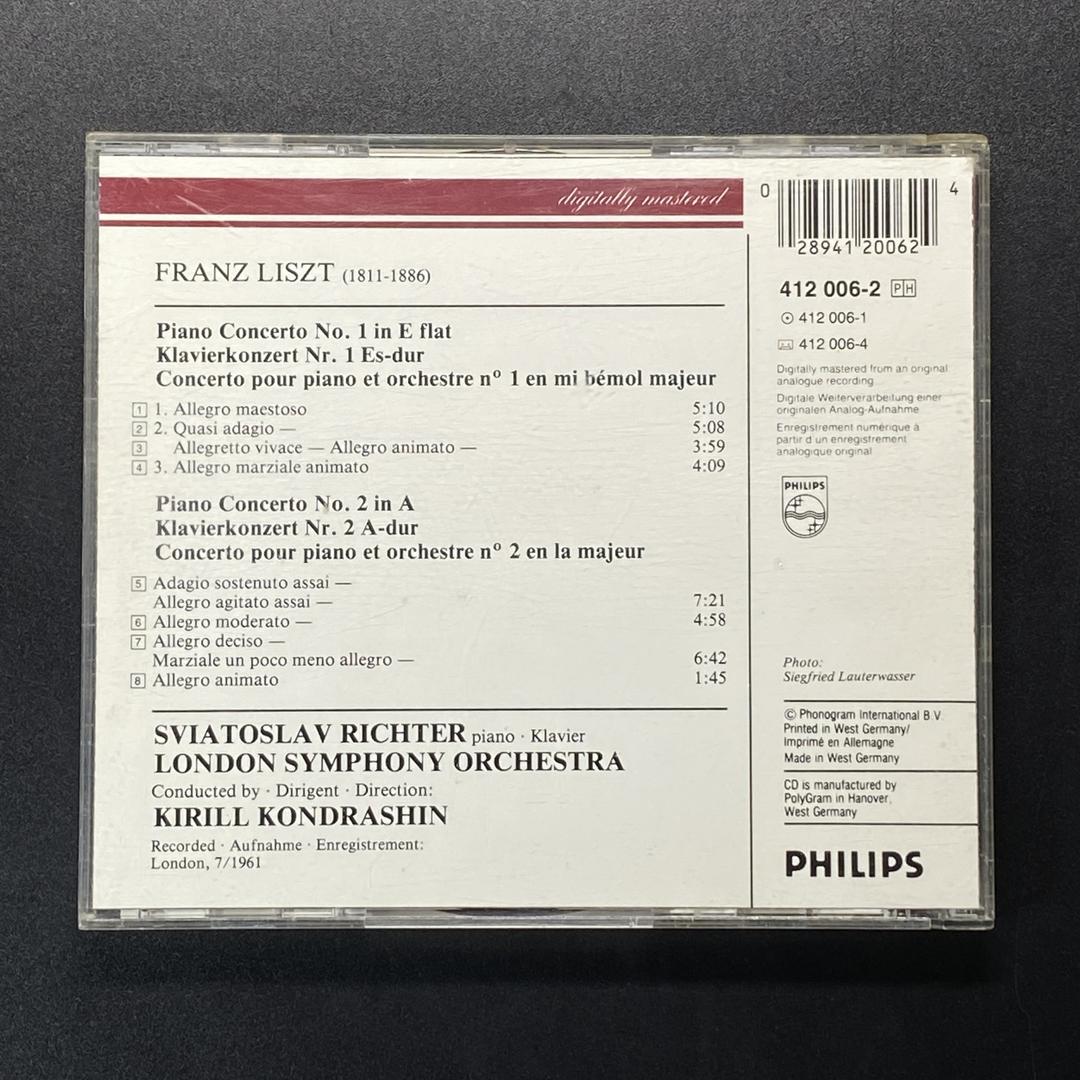 digitally mastered
FRANZ LISZT (1811-1886)
Piano Concerto No. 1 in E flat
Klavierkonzert Nr. 1 Es-dur
Concerto pour piano et orchestre nº 1 en mi bémol majeur
1 1. Allegro maestoso 5:10
2 2. Quasi adagio — 5:08
3 Allegretto vivace — Allegro animato — 3:59
4 3. Allegro marziale animato 4:09
Piano Concerto No. 2 in A
Klavierkonzert Nr. 2 A-dur
Concerto pour piano et orchestre nº 2 en la majeur
5 Adagio sostenuto assai —
Allegro agitato assai — 7:21
6 Allegro moderato — 4:58
7 Allegro deciso —
Marziale un poco meno allegro — 6:42
8 Allegro animato 1:45
SVIATOSLAV RICHTER piano · Klavier
LONDON SYMPHONY ORCHESTRA
Conducted by · Dirigent · Direction:
KIRILL KONDRASHIN
Recorded · Aufnahme · Enregistrement:
London, 7/1961
0 28941 20062 4
412 006-2 PH
412 006-1
412 006-4
Digitally mastered from an original
analogue recording
Digitale Weiterverarbeitung einer
originalen Analog-Aufnahme
Enregistrement numérique à
partir d'un enregistrement
analogique original
PHILIPS
Photo:
Siegfried Lauterwasser
© Phonogram International B.V.
Printed in West Germany/
Imprimé en Allemagne
Made in West Germany
CD is manufactured by
PolyGram in Hanover,
West Germany
PHILIPS